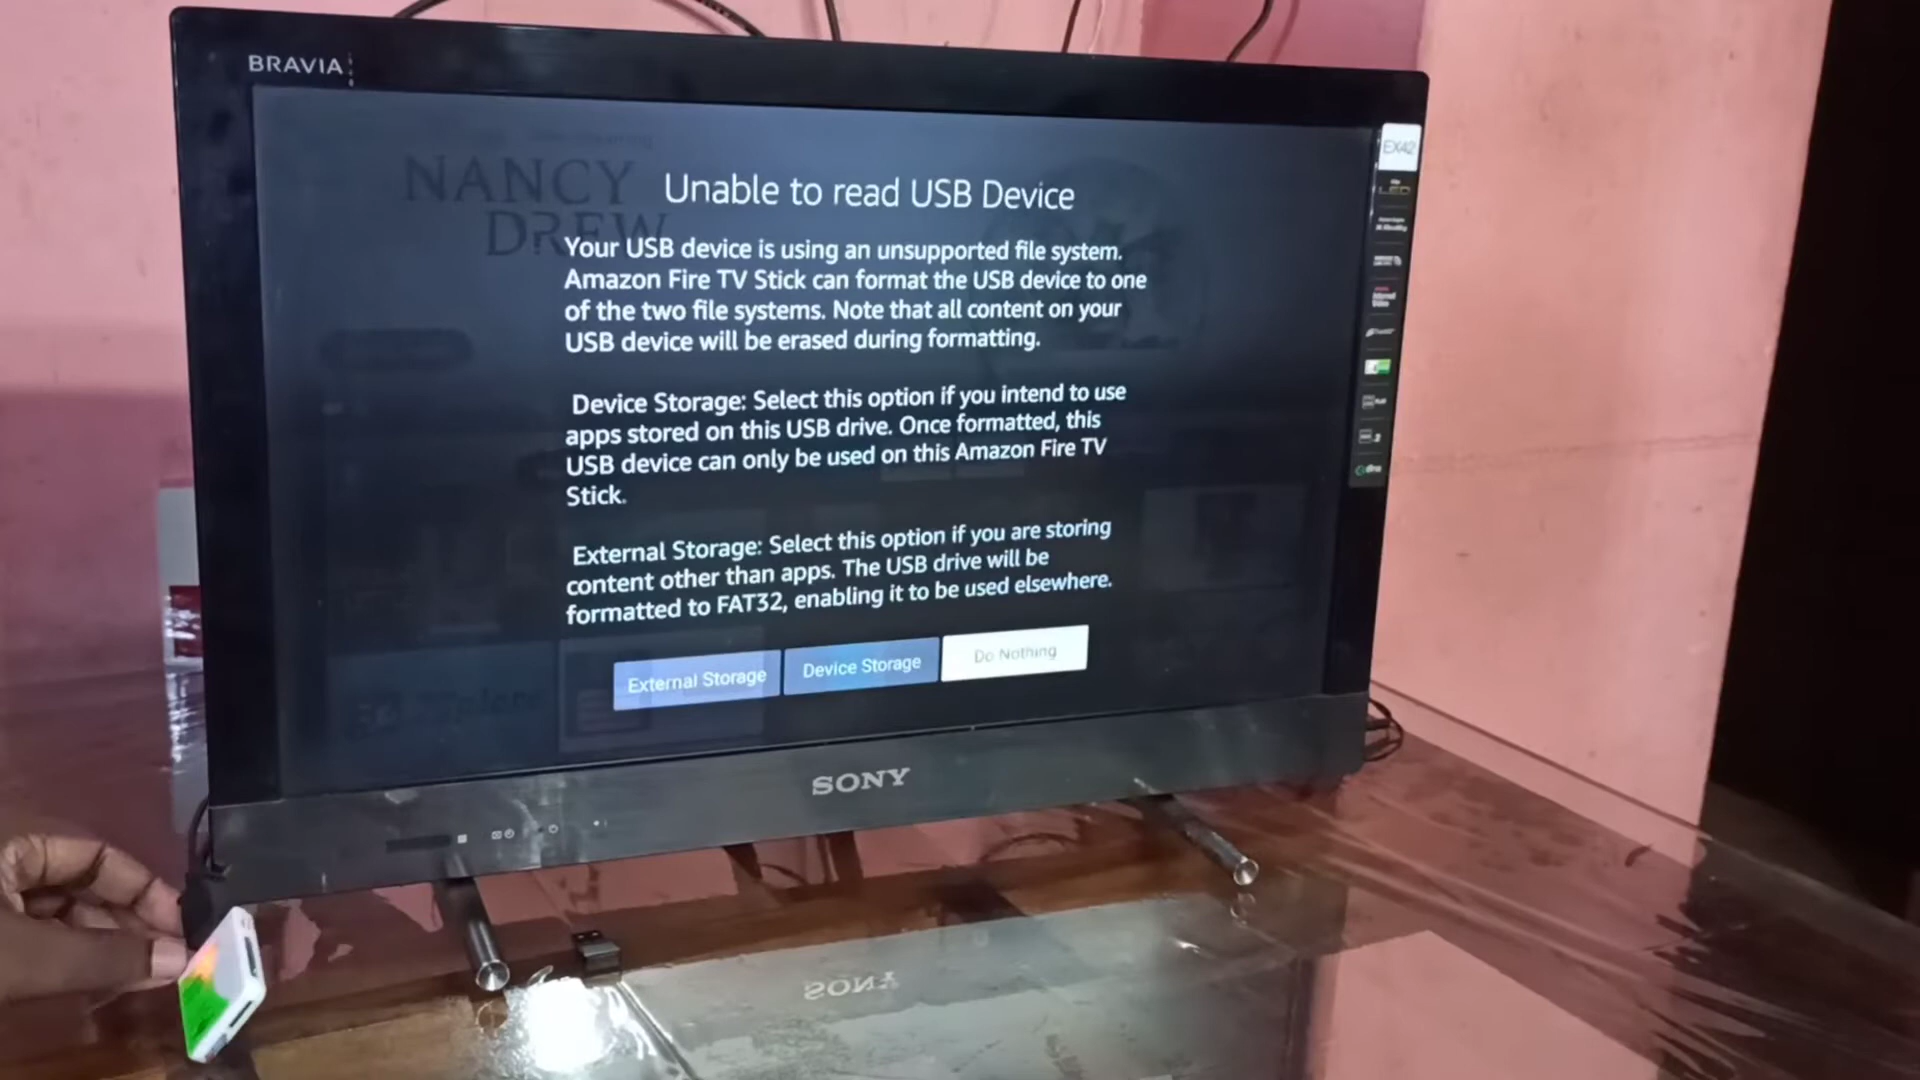 BRAVIA
EX42
LED
NANCY
DREW
Unable to read USB Device
Your USB device is using an unsupported file system.
Amazon Fire TV Stick can format the USB device to one
of the two file systems. Note that all content on your
USB device will be erased during formatting.
Device Storage: Select this option if you intend to use
apps stored on this USB drive. Once formatted, this
USB device can only be used on this Amazon Fire TV
Stick.
External Storage: Select this option if you are storing
content other than apps. The USB drive will be
formatted to FAT32, enabling it to be used elsewhere.
External Storage
Device Storage
Do Nothing
SONY
SONY